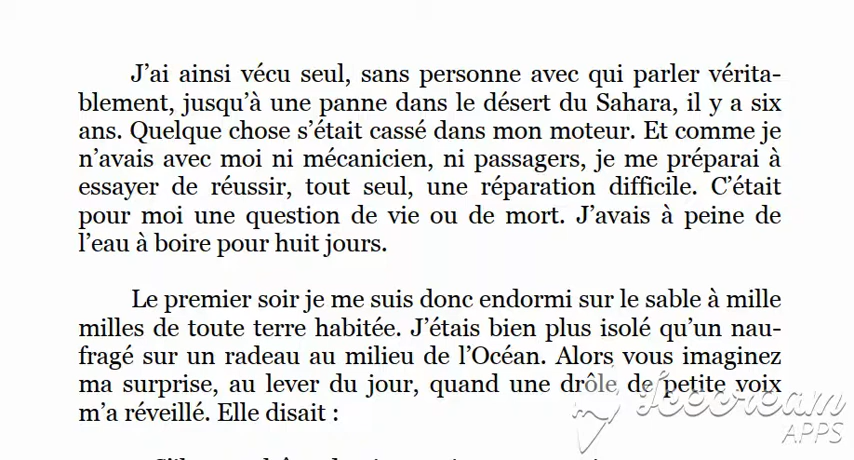 J’ai ainsi vécu seul, sans personne avec qui parler vérita-
blement, jusqu’à une panne dans le désert du Sahara, il y a six
ans. Quelque chose s’était cassé dans mon moteur. Et comme je
n’avais avec moi ni mécanicien, ni passagers, je me préparai à
essayer de réussir, tout seul, une réparation difficile. C’était
pour moi une question de vie ou de mort. J’avais à peine de
l’eau à boire pour huit jours.
Le premier soir je me suis donc endormi sur le sable à mille
milles de toute terre habitée. J’étais bien plus isolé qu’un nau-
fragé sur un radeau au milieu de l’Océan. Alors vous imaginez
ma surprise, au lever du jour, quand une drôle de petite voix
m’a réveillé. Elle disait :
Icecream
APPS